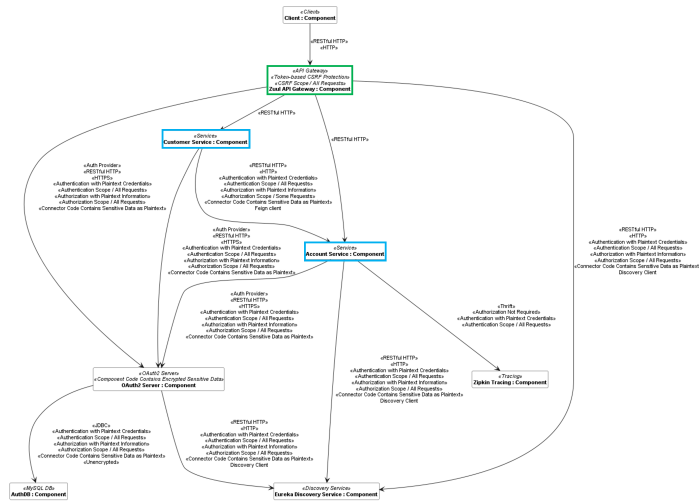 «Client»
Client : Component
«RESTful HTTP»
«HTTP»
«API Gateway»
«Token-based CSRF Protection»
«CSRF Scope / All Requests»
Zuul API Gateway : Component
«RESTful HTTP»
«RESTful HTTP»
«Service»
Customer Service : Component
«Auth Provider»
«RESTful HTTP»
«HTTPS»
«Authentication with Plaintext Credentials»
«Authentication Scope / All Requests»
«Authorization with Plaintext Information»
«Authorization Scope / All Requests»
«Connector Code Contains Sensitive Data as Plaintext»
«RESTful HTTP»
«HTTP»
«Authentication with Plaintext Credentials»
«Authentication Scope / All Requests»
«Authorization with Plaintext Information»
«Authorization Scope / Some Requests»
«Connector Code Contains Sensitive Data as Plaintext»
Feign client
«Auth Provider»
«RESTful HTTP»
«HTTPS»
«Authentication with Plaintext Credentials»
«Authentication Scope / All Requests»
«Authorization with Plaintext Information»
«Authorization Scope / All Requests»
«Connector Code Contains Sensitive Data as Plaintext»
«Service»
Account Service : Component
«RESTful HTTP»
«HTTP»
«Authentication with Plaintext Credentials»
«Authentication Scope / All Requests»
«Authorization with Plaintext Information»
«Authorization Scope / All Requests»
«Connector Code Contains Sensitive Data as Plaintext»
Discovery Client
«Auth Provider»
«RESTful HTTP»
«HTTPS»
«Authentication with Plaintext Credentials»
«Authentication Scope / All Requests»
«Authorization with Plaintext Information»
«Authorization Scope / All Requests»
«Connector Code Contains Sensitive Data as Plaintext»
«Thrift»
«Authorization Not Required»
«Authentication with Plaintext Credentials»
«Authentication Scope / All Requests»
«RESTful HTTP»
«HTTP»
«Authentication with Plaintext Credentials»
«Authentication Scope / All Requests»
«Authorization with Plaintext Information»
«Authorization Scope / All Requests»
«Connector Code Contains Sensitive Data as Plaintext»
Discovery Client
«OAuth2 Server»
«Component Code Contains Encrypted Sensitive Data»
OAuth2 Server : Component
«Tracing»
Zipkin Tracing : Component
«JDBC»
«Authentication with Plaintext Credentials»
«Authentication Scope / All Requests»
«Authorization with Plaintext Information»
«Authorization Scope / All Requests»
«Connector Code Contains Sensitive Data as Plaintext»
«Unencrypted»
«RESTful HTTP»
«HTTP»
«Authentication with Plaintext Credentials»
«Authentication Scope / All Requests»
«Authorization with Plaintext Information»
«Authorization Scope / All Requests»
«Connector Code Contains Sensitive Data as Plaintext»
Discovery Client
«MySQL DB»
AuthDB : Component
«Discovery Service»
Eureka Discovery Service : Component